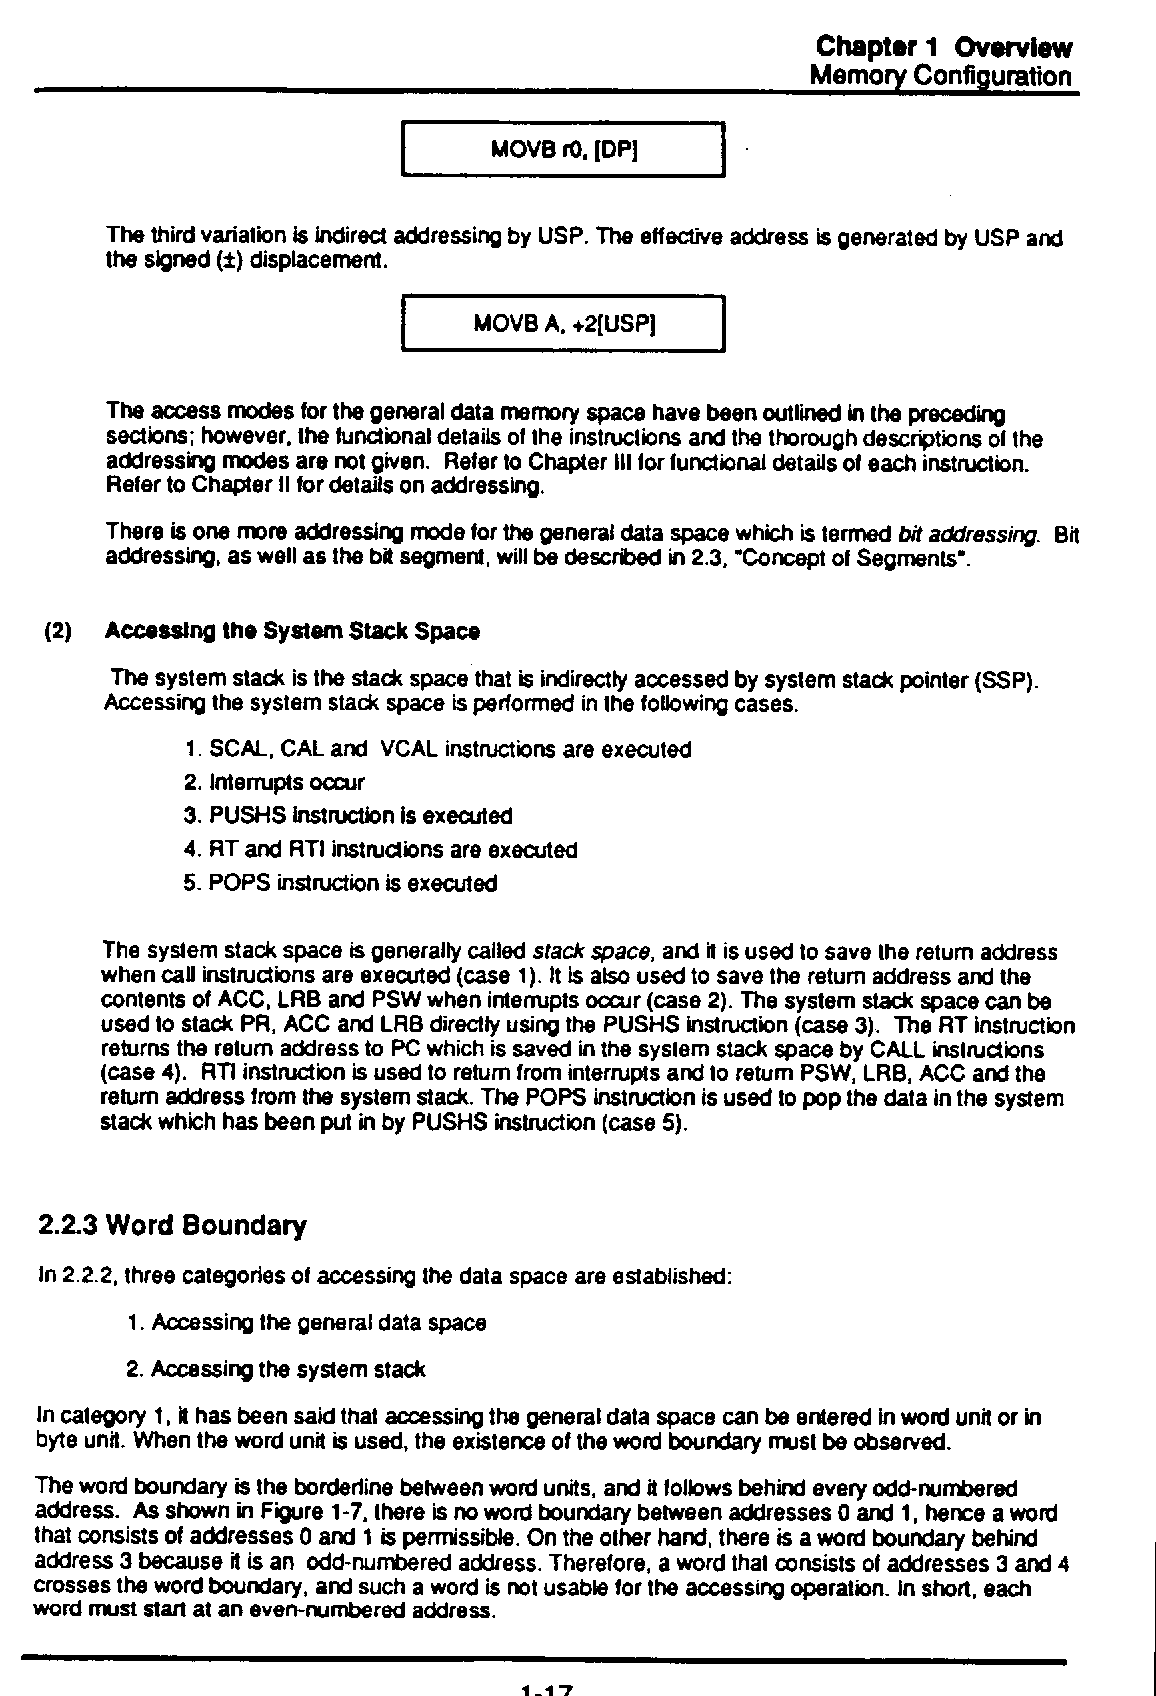 Chapter 1 Overview
Memory Configuration
MOVB r0, [DP]
The third variation is indirect addressing by USP. The effective address is generated by USP and
the signed (±) displacement.
MOVB A, +2[USP]
The access modes for the general data memory space have been outlined in the preceding
sections; however, the functional details of the instructions and the thorough descriptions of the
addressing modes are not given. Refer to Chapter III for functional details of each instruction.
Refer to Chapter II for details on addressing.
There is one more addressing mode for the general data space which is termed bit addressing. Bit
addressing, as well as the bit segment, will be described in 2.3, "Concept of Segments".
(2) Accessing the System Stack Space
The system stack is the stack space that is indirectly accessed by system stack pointer (SSP).
Accessing the system stack space is performed in the following cases.
1. SCAL, CAL and VCAL instructions are executed
2. Interrupts occur
3. PUSHS instruction is executed
4. RT and RTI instructions are executed
5. POPS instruction is executed
The system stack space is generally called stack space, and it is used to save the return address
when call instructions are executed (case 1). It is also used to save the return address and the
contents of ACC, LRB and PSW when interrupts occur (case 2). The system stack space can be
used to stack PR, ACC and LRB directly using the PUSHS instruction (case 3). The RT instruction
returns the return address to PC which is saved in the system stack space by CALL instructions
(case 4). RTI instruction is used to return from interrupts and to return PSW, LRB, ACC and the
return address from the system stack. The POPS instruction is used to pop the data in the system
stack which has been put in by PUSHS instruction (case 5).
2.2.3 Word Boundary
In 2.2.2, three categories of accessing the data space are established:
1. Accessing the general data space
2. Accessing the system stack
In category 1, it has been said that accessing the general data space can be entered in word unit or in
byte unit. When the word unit is used, the existence of the word boundary must be observed.
The word boundary is the borderline between word units, and it follows behind every odd-numbered
address. As shown in Figure 1-7, there is no word boundary between addresses 0 and 1, hence a word
that consists of addresses 0 and 1 is permissible. On the other hand, there is a word boundary behind
address 3 because it is an odd-numbered address. Therefore, a word that consists of addresses 3 and 4
crosses the word boundary, and such a word is not usable for the accessing operation. In short, each
word must start at an even-numbered address.
1-17